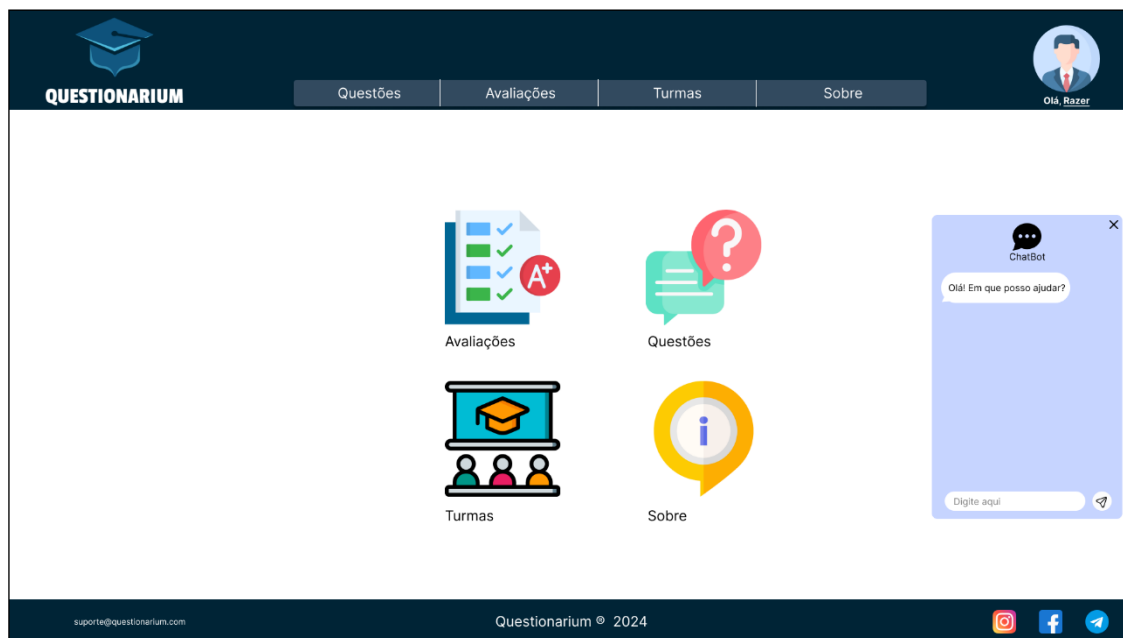 QUESTIONARIUM
Questões
Avaliações
Turmas
Sobre
Olá, Razer
A+
?
Avaliações
Questões
i
Turmas
Sobre
ChatBot
Olá! Em que posso ajudar?
Digite aqui
suporte@questionarium.com
Questionarium ® 2024